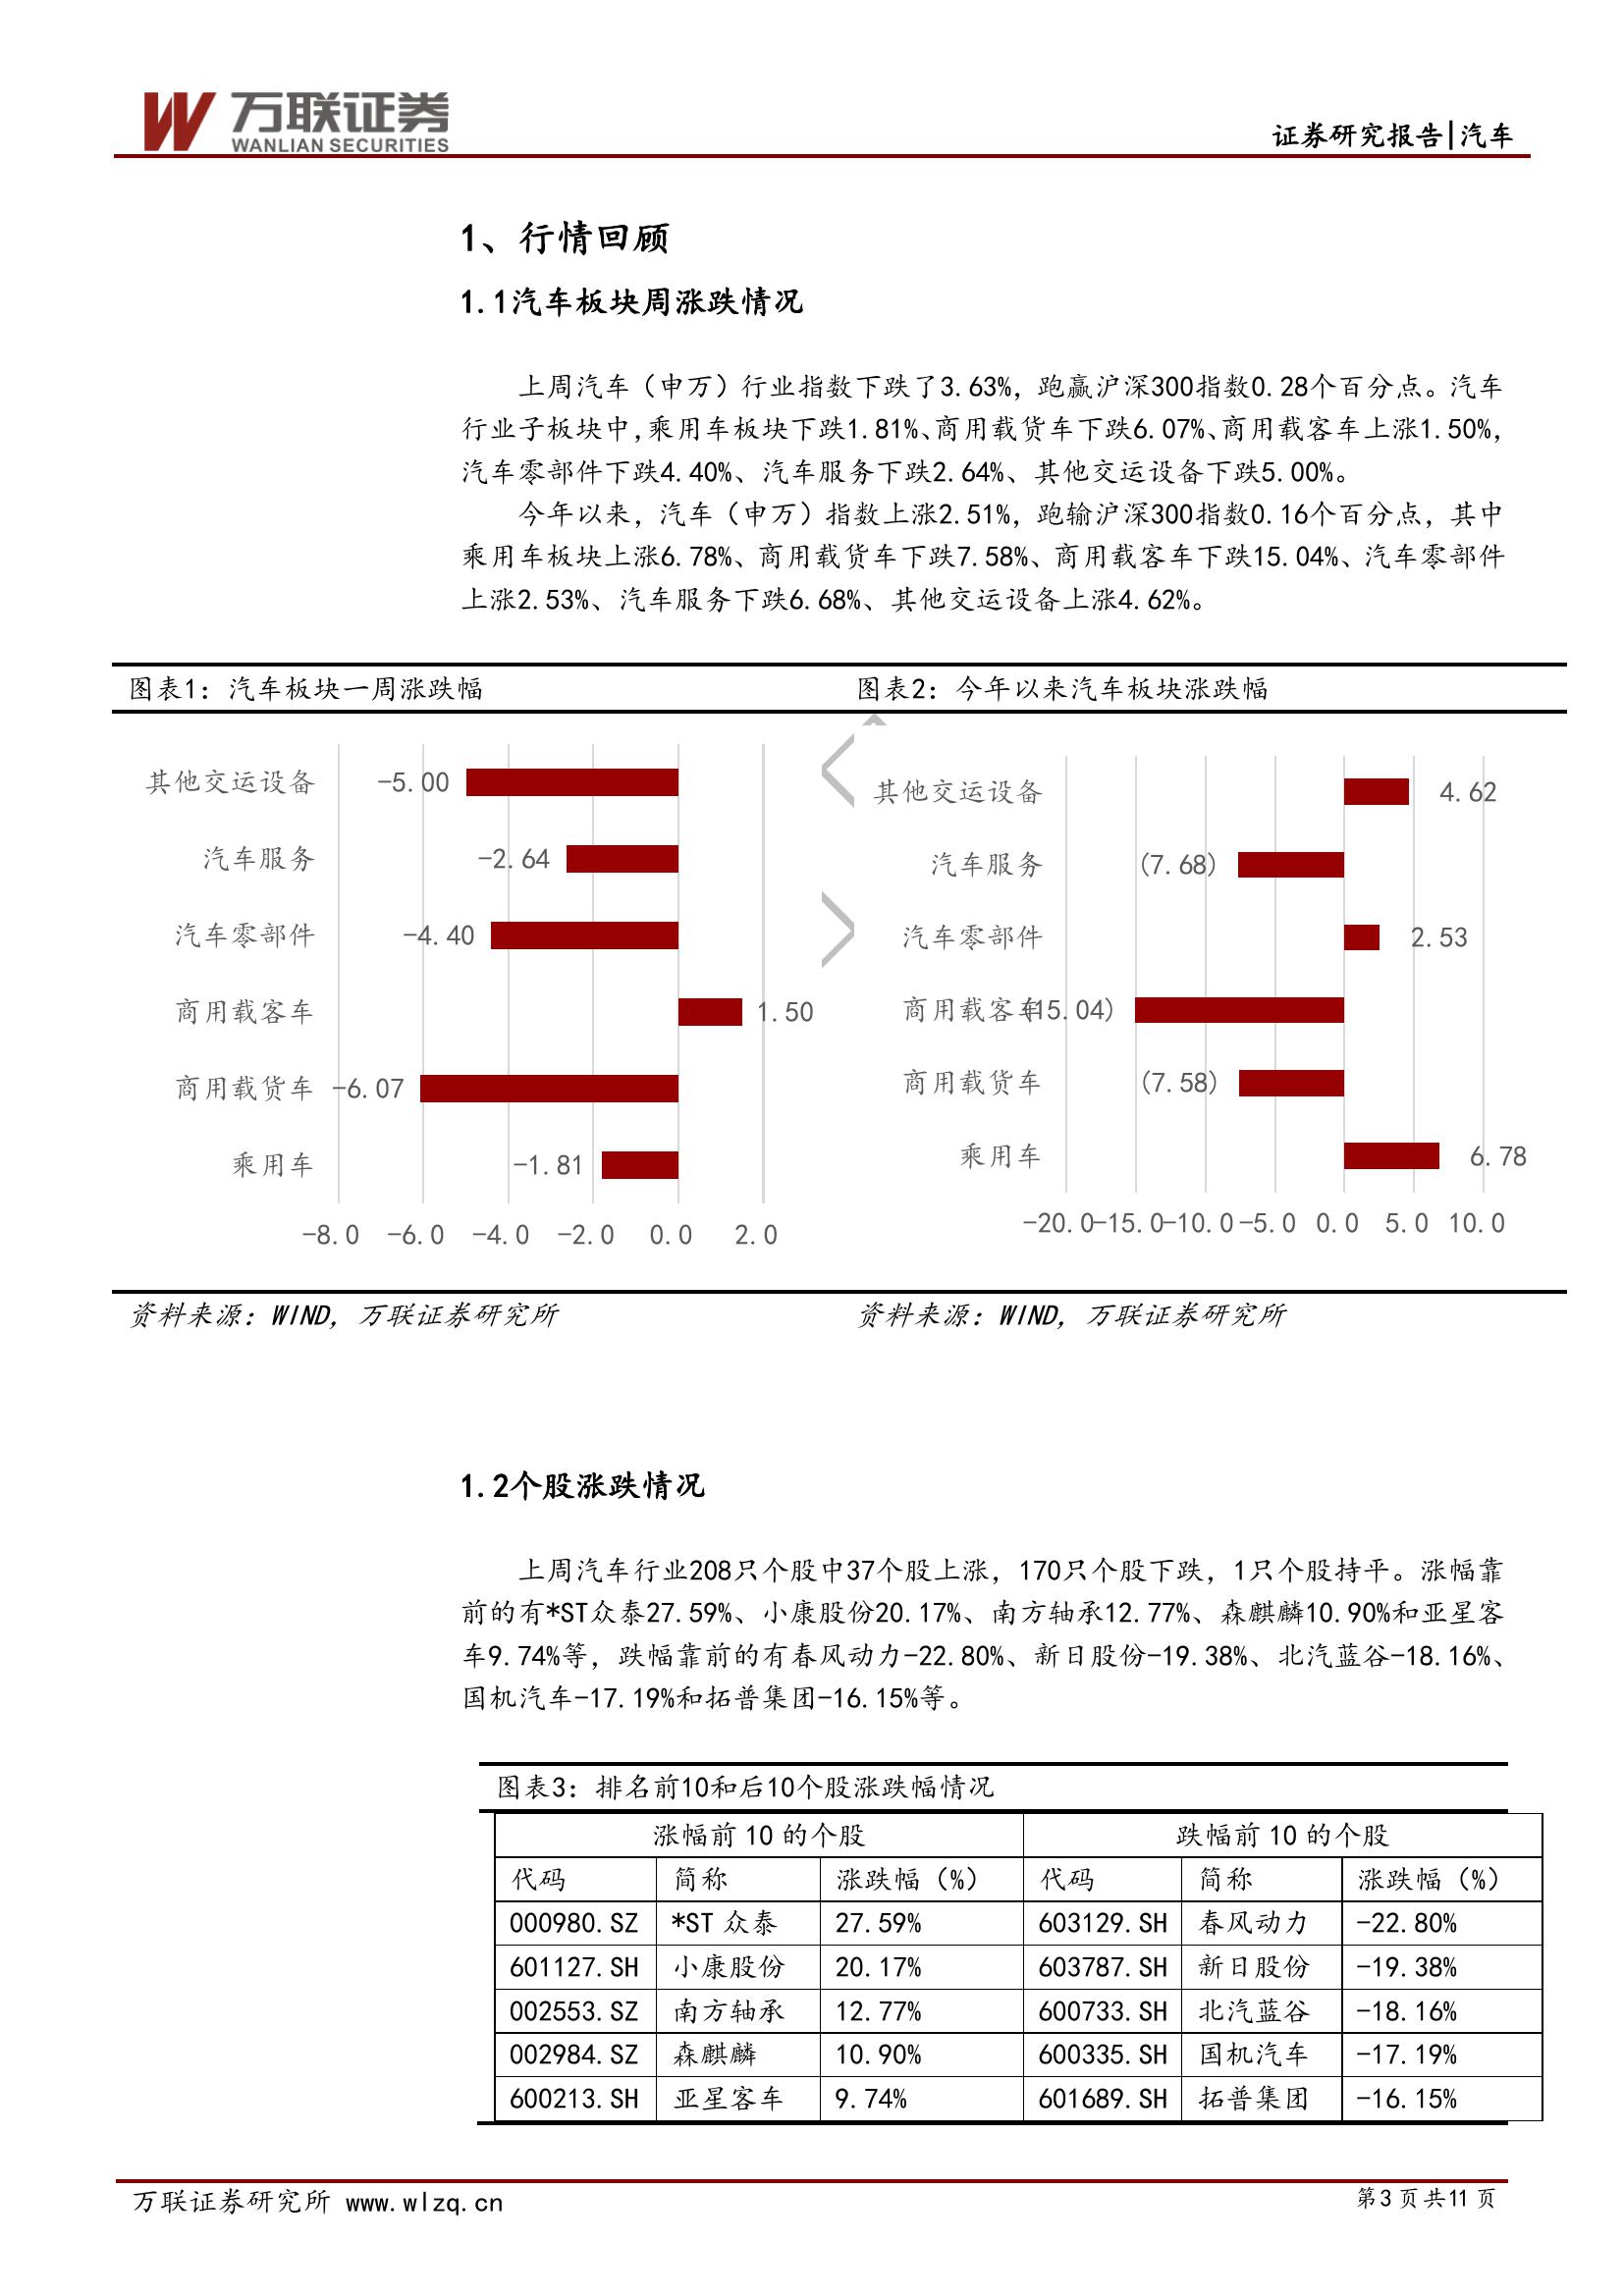 万联证券
WANLIAN SECURITIES
证券研究报告|汽车
1、行情回顾
1.1汽车板块周涨跌情况
上周汽车（申万）行业指数下跌了3.63%，跑赢沪深300指数0.28个百分点。汽车
行业子板块中，乘用车板块下跌1.81%、商用载货车下跌6.07%、商用载客车上涨1.50%，
汽车零部件下跌4.40%、汽车服务下跌2.64%、其他交运设备下跌5.00%。
今年以来，汽车（申万）指数上涨2.51%，跑输沪深300指数0.16个百分点，其中
乘用车板块上涨6.78%、商用载货车下跌7.58%、商用载客车下跌15.04%、汽车零部件
上涨2.53%、汽车服务下跌6.68%、其他交运设备上涨4.62%。
图表1：汽车板块一周涨跌幅
其他交运设备 -5.00
汽车服务 -2.64
汽车零部件 -4.40
商用载客车 1.50
商用载货车 -6.07
乘用车 -1.81
-8.0 -6.0 -4.0 -2.0 0.0 2.0
资料来源：WIND，万联证券研究所
图表2：今年以来汽车板块涨跌幅
其他交运设备 4.62
汽车服务 (7.68)
汽车零部件 2.53
商用载客车 (15.04)
商用载货车 (7.58)
乘用车 6.78
-20.0 -15.0 -10.0 -5.0 0.0 5.0 10.0
资料来源：WIND，万联证券研究所
1.2个股涨跌情况
上周汽车行业208只个股中37个股上涨，170只个股下跌，1只个股持平。涨幅靠
前的有*ST众泰27.59%、小康股份20.17%、南方轴承12.77%、森麒麟10.90%和亚星客
车9.74%等，跌幅靠前的有春风动力-22.80%、新日股份-19.38%、北汽蓝谷-18.16%、
国机汽车-17.19%和拓普集团-16.15%等。
图表3：排名前10和后10个股涨跌幅情况
涨幅前 10 的个股 跌幅前 10 的个股
代码 简称 涨跌幅（%） 代码 简称 涨跌幅（%）
000980.SZ *ST 众泰 27.59% 603129.SH 春风动力 -22.80%
601127.SH 小康股份 20.17% 603787.SH 新日股份 -19.38%
002553.SZ 南方轴承 12.77% 600733.SH 北汽蓝谷 -18.16%
002984.SZ 森麒麟 10.90% 600335.SH 国机汽车 -17.19%
600213.SH 亚星客车 9.74% 601689.SH 拓普集团 -16.15%
万联证券研究所 www.wlzq.cn
第 3 页 共 11 页